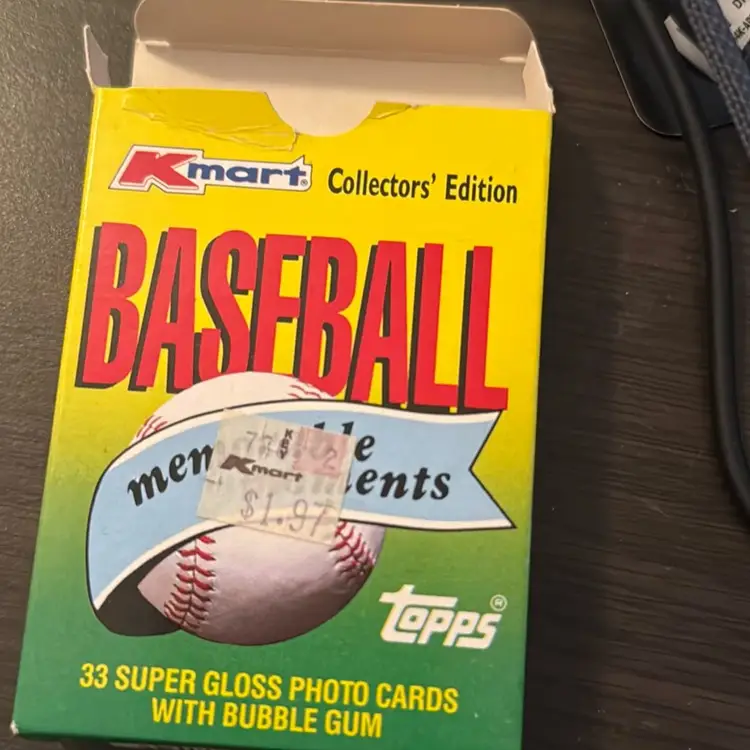 Kmart® Collectors' Edition
BASEBALL
Kmart
$1.97
TOPPS®
33 SUPER GLOSS PHOTO CARDS
WITH BUBBLE GUM